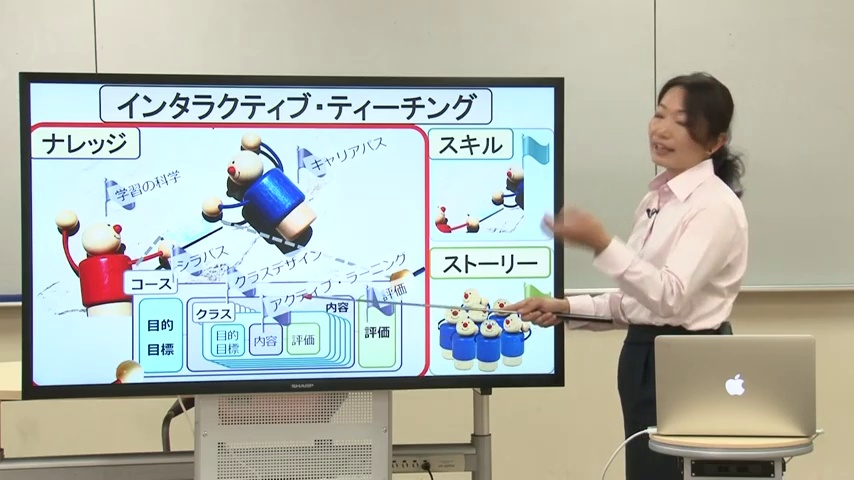 インタラクティブ・ティーチング
ナレッジ
学習の科学
キャリアパス
シラバス
クラスデザイン
アクティブ・ラーニング
評価
コース
目的
目標
クラス
内容
目的
目標
内容
評価
評価
スキル
ストーリー
SHARP